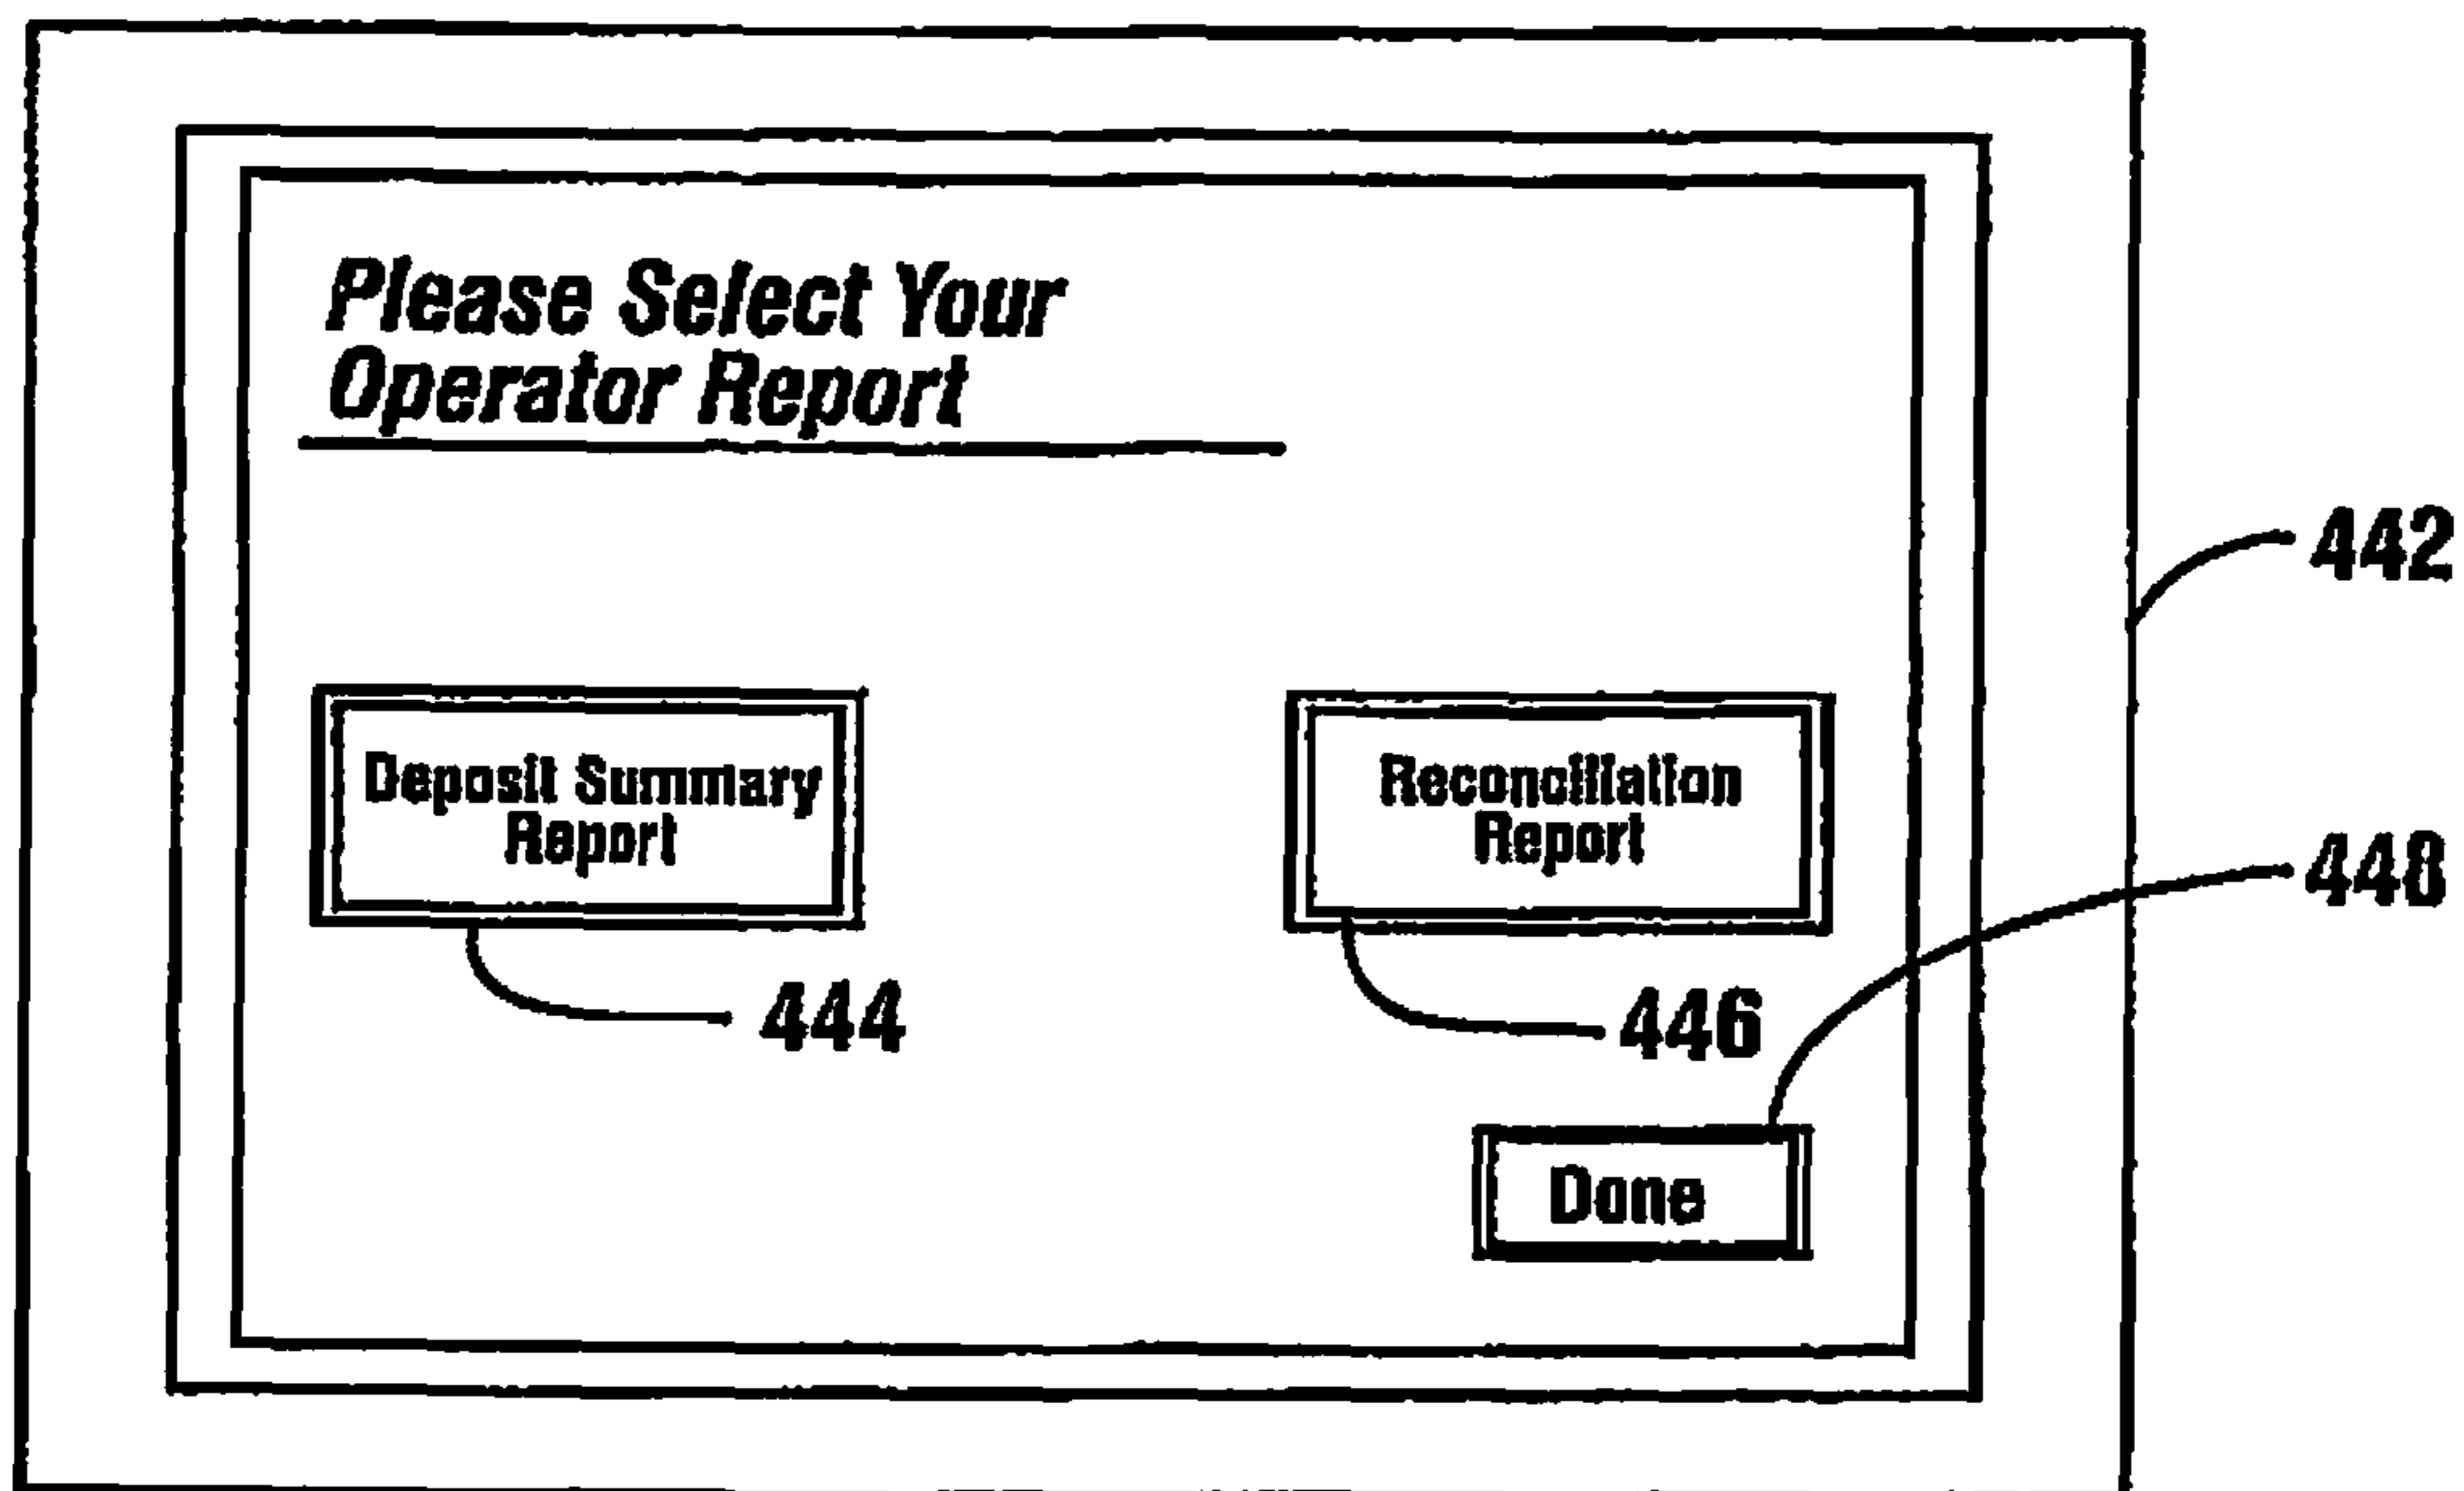 Please Select Your
Operator Report
442
Deposit Summary
Report
Reconciliation
Report
448
444
446
Done